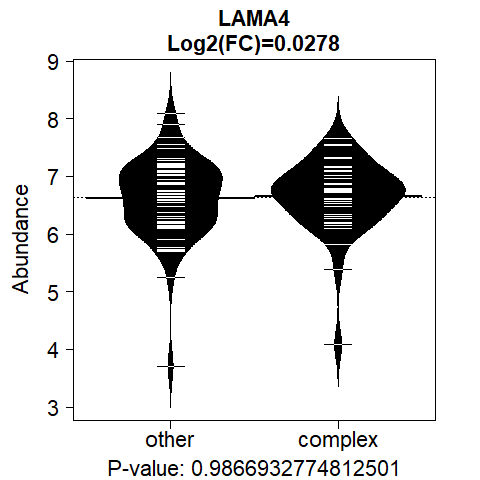 LAMA4
Log2(FC)=0.0278
Abundance
9
8
7
6
5
4
3
other complex
P-value: 0.9866932774812501